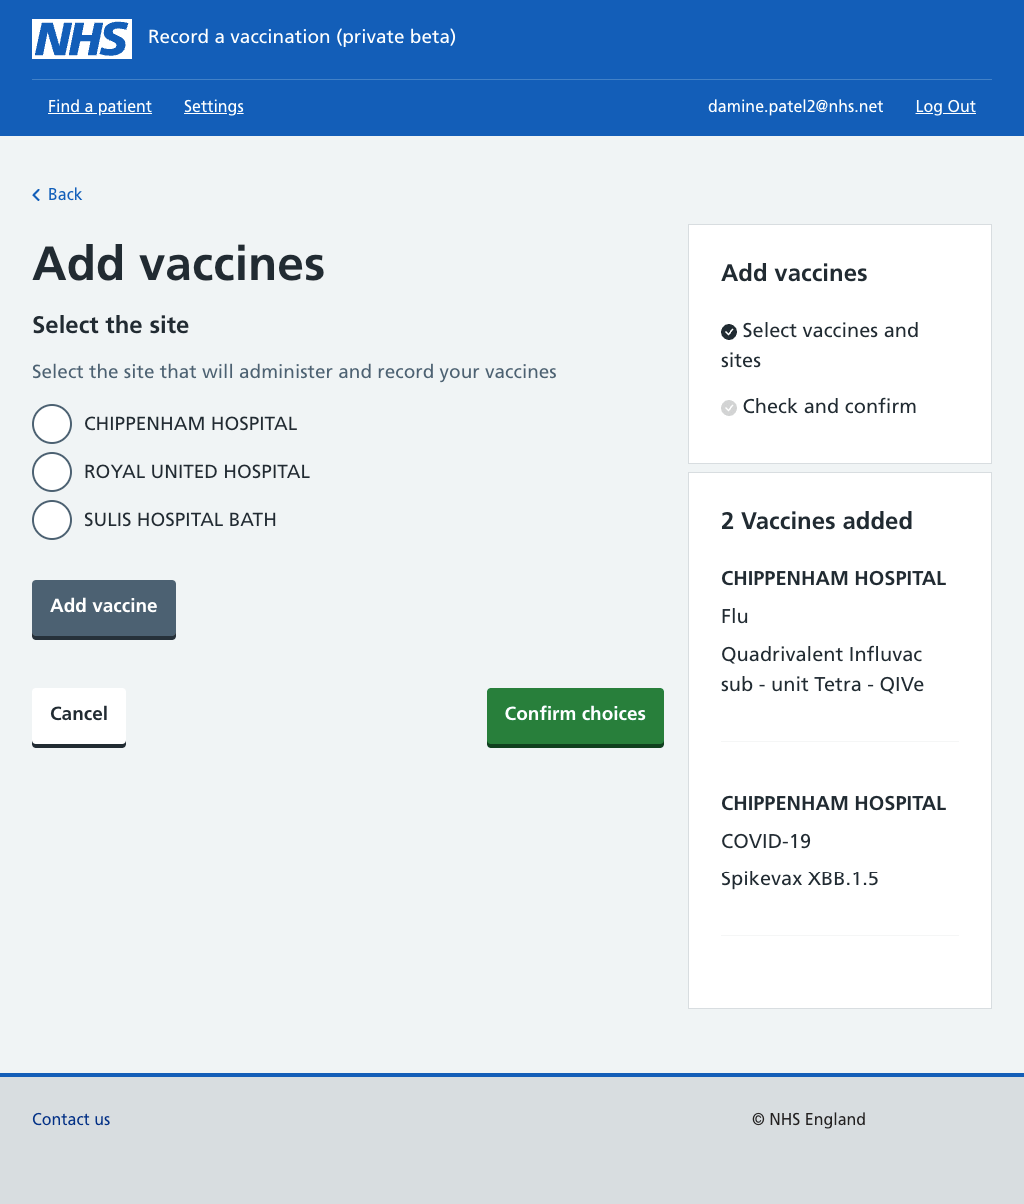 NHS Record a vaccination (private beta)
Find a patient Settings damine.patel2@nhs.net Log Out
Back
Add vaccines
Select the site
Select the site that will administer and record your vaccines
CHIPPENHAM HOSPITAL
ROYAL UNITED HOSPITAL
SULIS HOSPITAL BATH
Add vaccine
Cancel
Confirm choices
Add vaccines
Select vaccines and
sites
Check and confirm
2 Vaccines added
CHIPPENHAM HOSPITAL
Flu
Quadrivalent Influvac
sub - unit Tetra - QIVe
CHIPPENHAM HOSPITAL
COVID-19
Spikevax XBB.1.5
Contact us
© NHS England